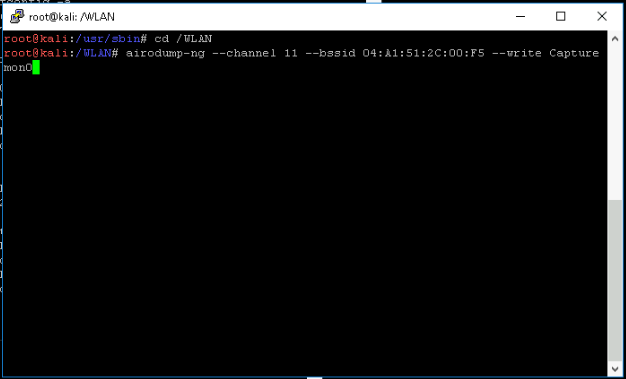 root@kali: /WLAN
root@kali:/usr/sbin# cd /WLAN
root@kali:/WLAN# airodump-ng --channel 11 --bssid 04:A1:51:2C:00:F5 --write Capture
mon0